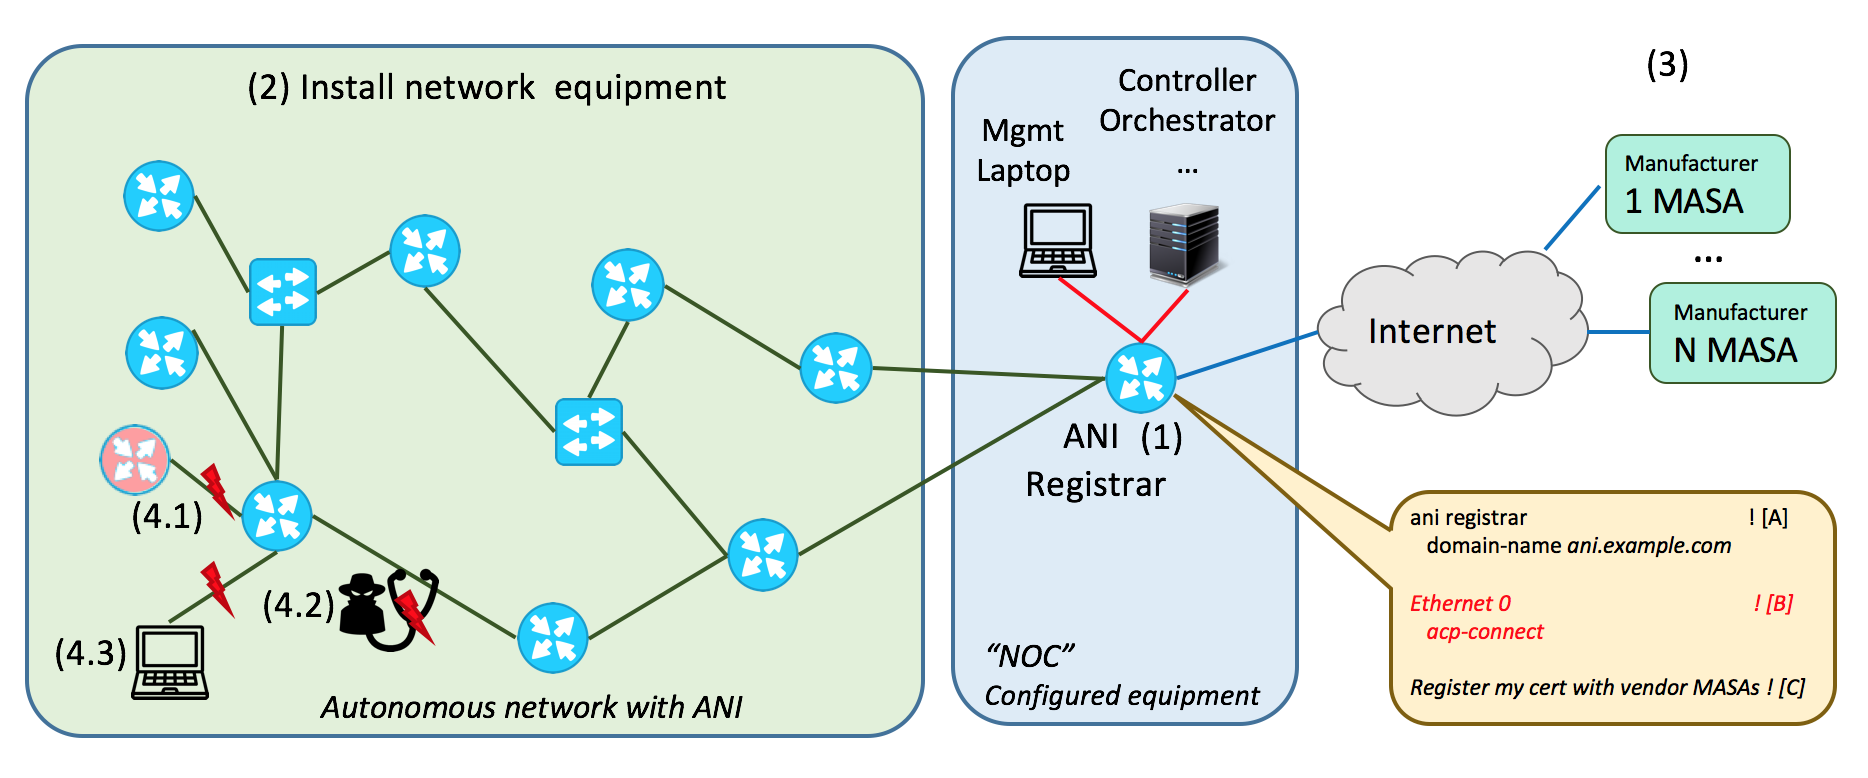 (2) Install network equipment
(4.1)
(4.2)
(4.3)
Autonomous network with ANI
Controller
Orchestrator
...
Mgmt
Laptop
ANI (1)
Registrar
“NOC”
Configured equipment
Internet
(3)
Manufacturer
1 MASA
...
Manufacturer
N MASA
ani registrar ! [A]
domain-name ani.example.com
Ethernet 0 ! [B]
acp-connect
Register my cert with vendor MASAs ! [C]